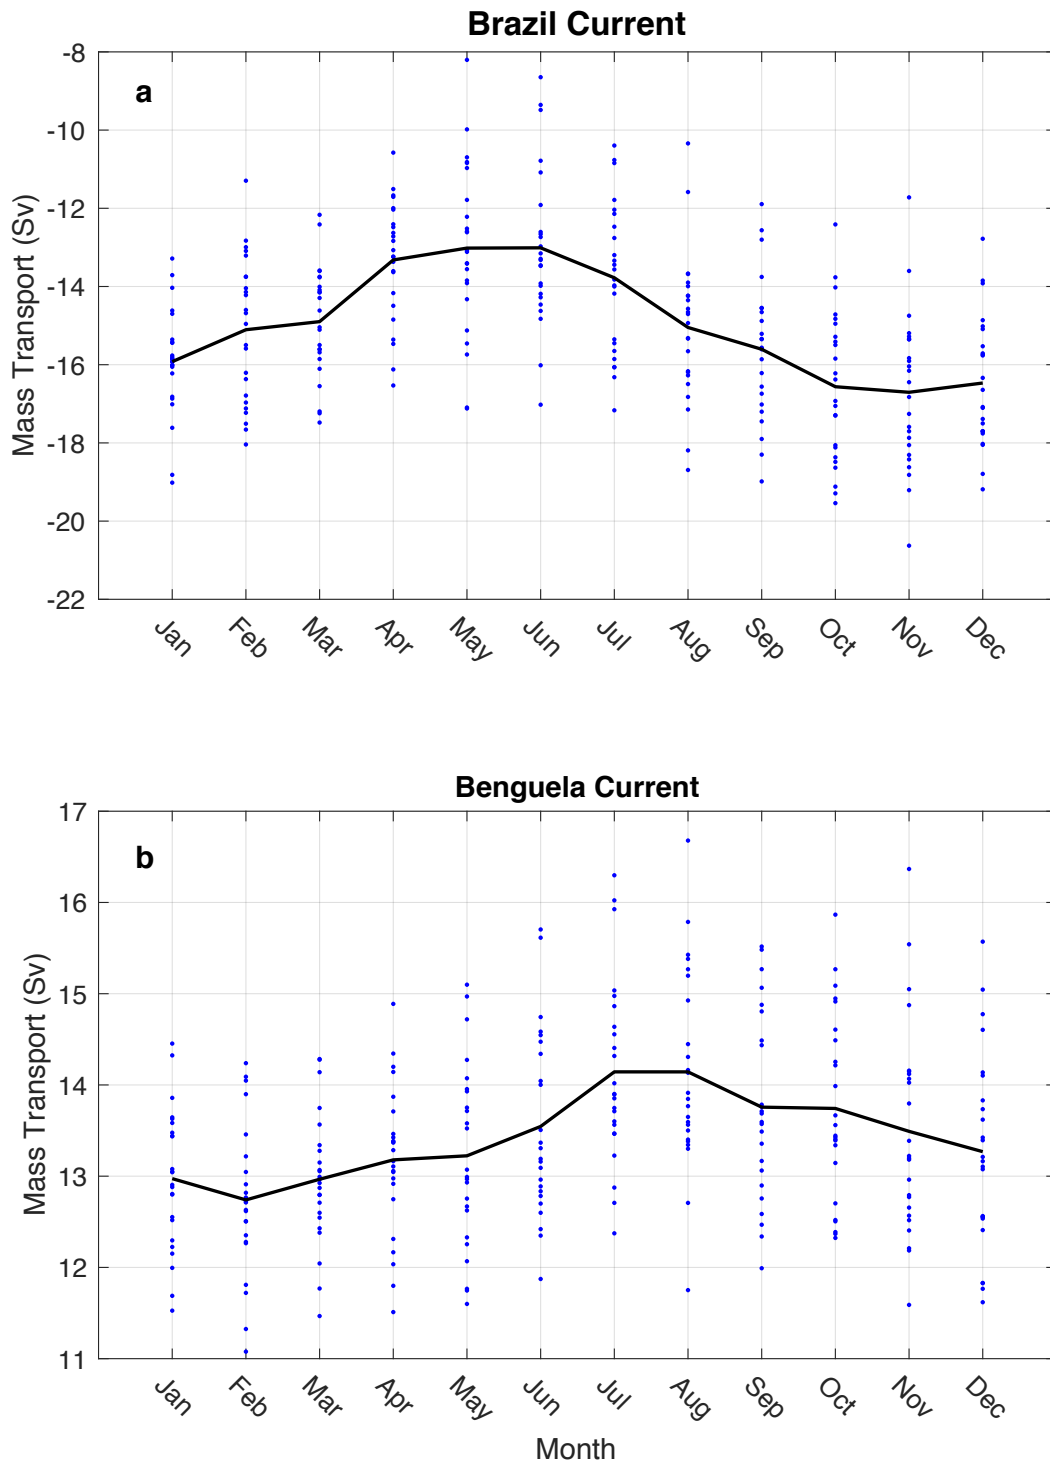 Brazil Current
a
Mass Transport (Sv)
-8
-10
-12
-14
-16
-18
-20
-22
Jan Feb Mar Apr May Jun Jul Aug Sep Oct Nov Dec
Benguela Current
b
Mass Transport (Sv)
17
16
15
14
13
12
11
Jan Feb Mar Apr May Jun Jul Aug Sep Oct Nov Dec
Month